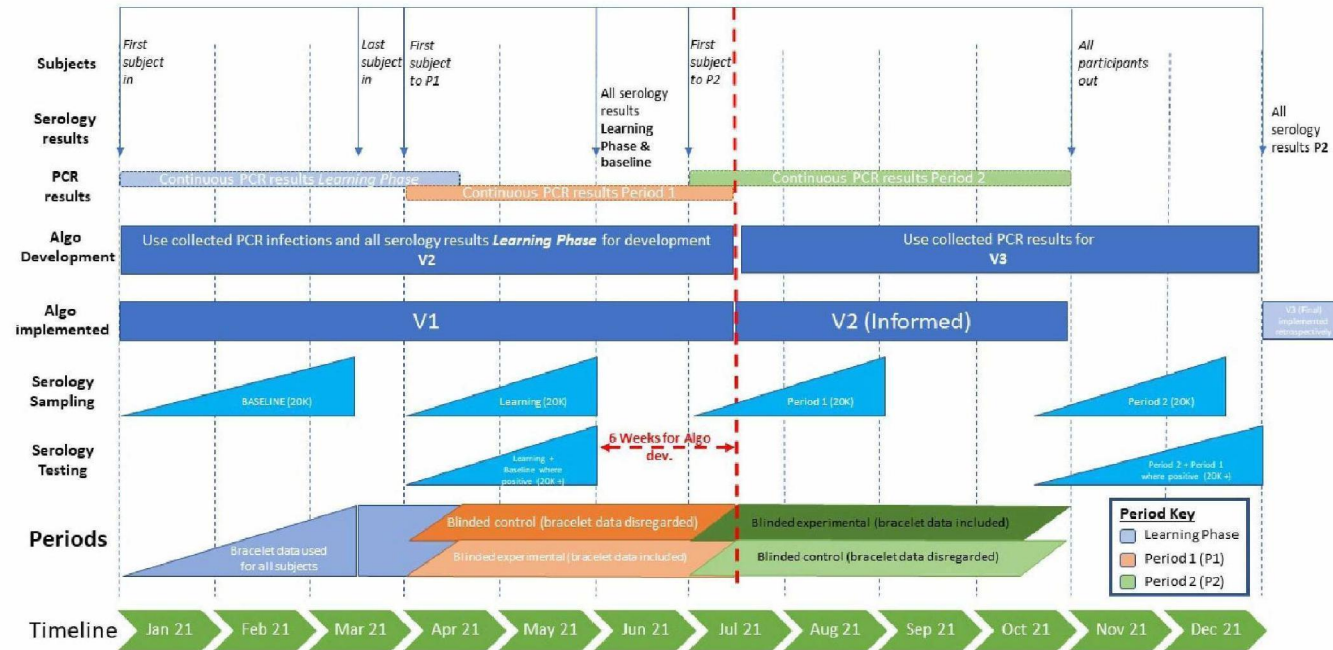 Subjects
First
subject
in
Last
subject
in
First
subject
to P1
First
subject
to P2
All
participants
out
Serology
results
All serology
results
Learning
Phase &
baseline
All
serology
results P2
PCR
results
Continuous PCR results Learning Phase
Continuous PCR results Period 1
Continuous PCR results Period 2
Algo
Development
Use collected PCR infections and all serology results Learning Phase for development
V2
Use collected PCR results for
V3
Algo
implemented
V1
V2 (Informed)
V3 (Final)
implemented
retrospectively
Serology
Sampling
BASELINE (20K)
Learning (20K)
Period 1 (20K)
Period 2 (20K)
Serology
Testing
Learning +
Baseline where
positive (20K+)
6 Weeks for Algo
dev.
Period 2 + Period 1
where positive (20K+)
Periods
Bracelet data used
for all subjects
Blinded control (bracelet data disregarded)
Blinded experimental (bracelet data included)
Blinded experimental (bracelet data included)
Blinded control (bracelet data disregarded)
Period Key
Learning Phase
Period 1 (P1)
Period 2 (P2)
Timeline
Jan 21
Feb 21
Mar 21
Apr 21
May 21
Jun 21
Jul 21
Aug 21
Sep 21
Oct 21
Nov 21
Dec 21